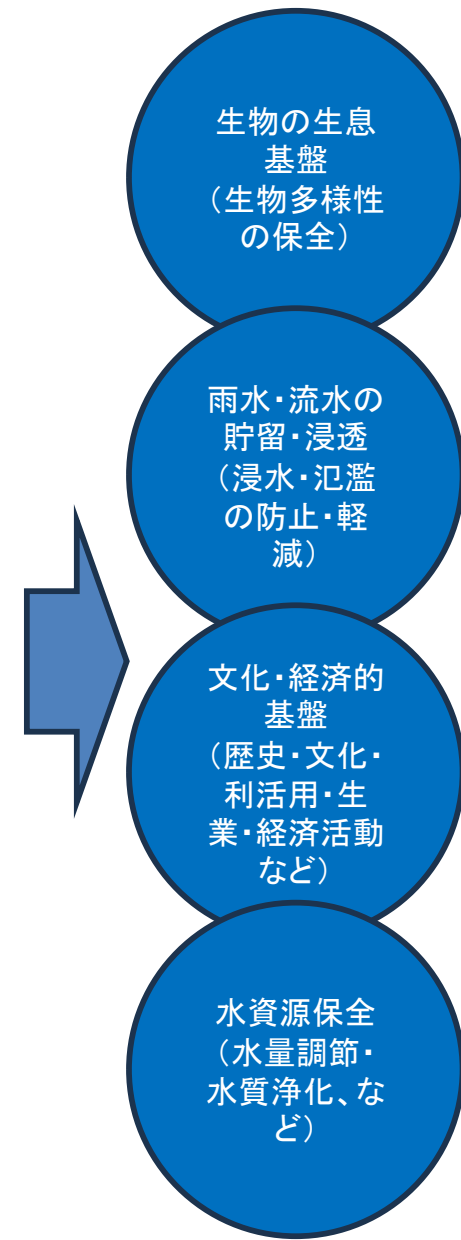 生物の生息
基盤
（生物多様性
の保全）
雨水・流水の
貯留・浸透
（浸水・氾濫
の防止・軽
減）
文化・経済的
基盤
（歴史・文化・
利活用・生
業・経済活動
など）
水資源保全
（水量調節・
水質浄化、な
ど）